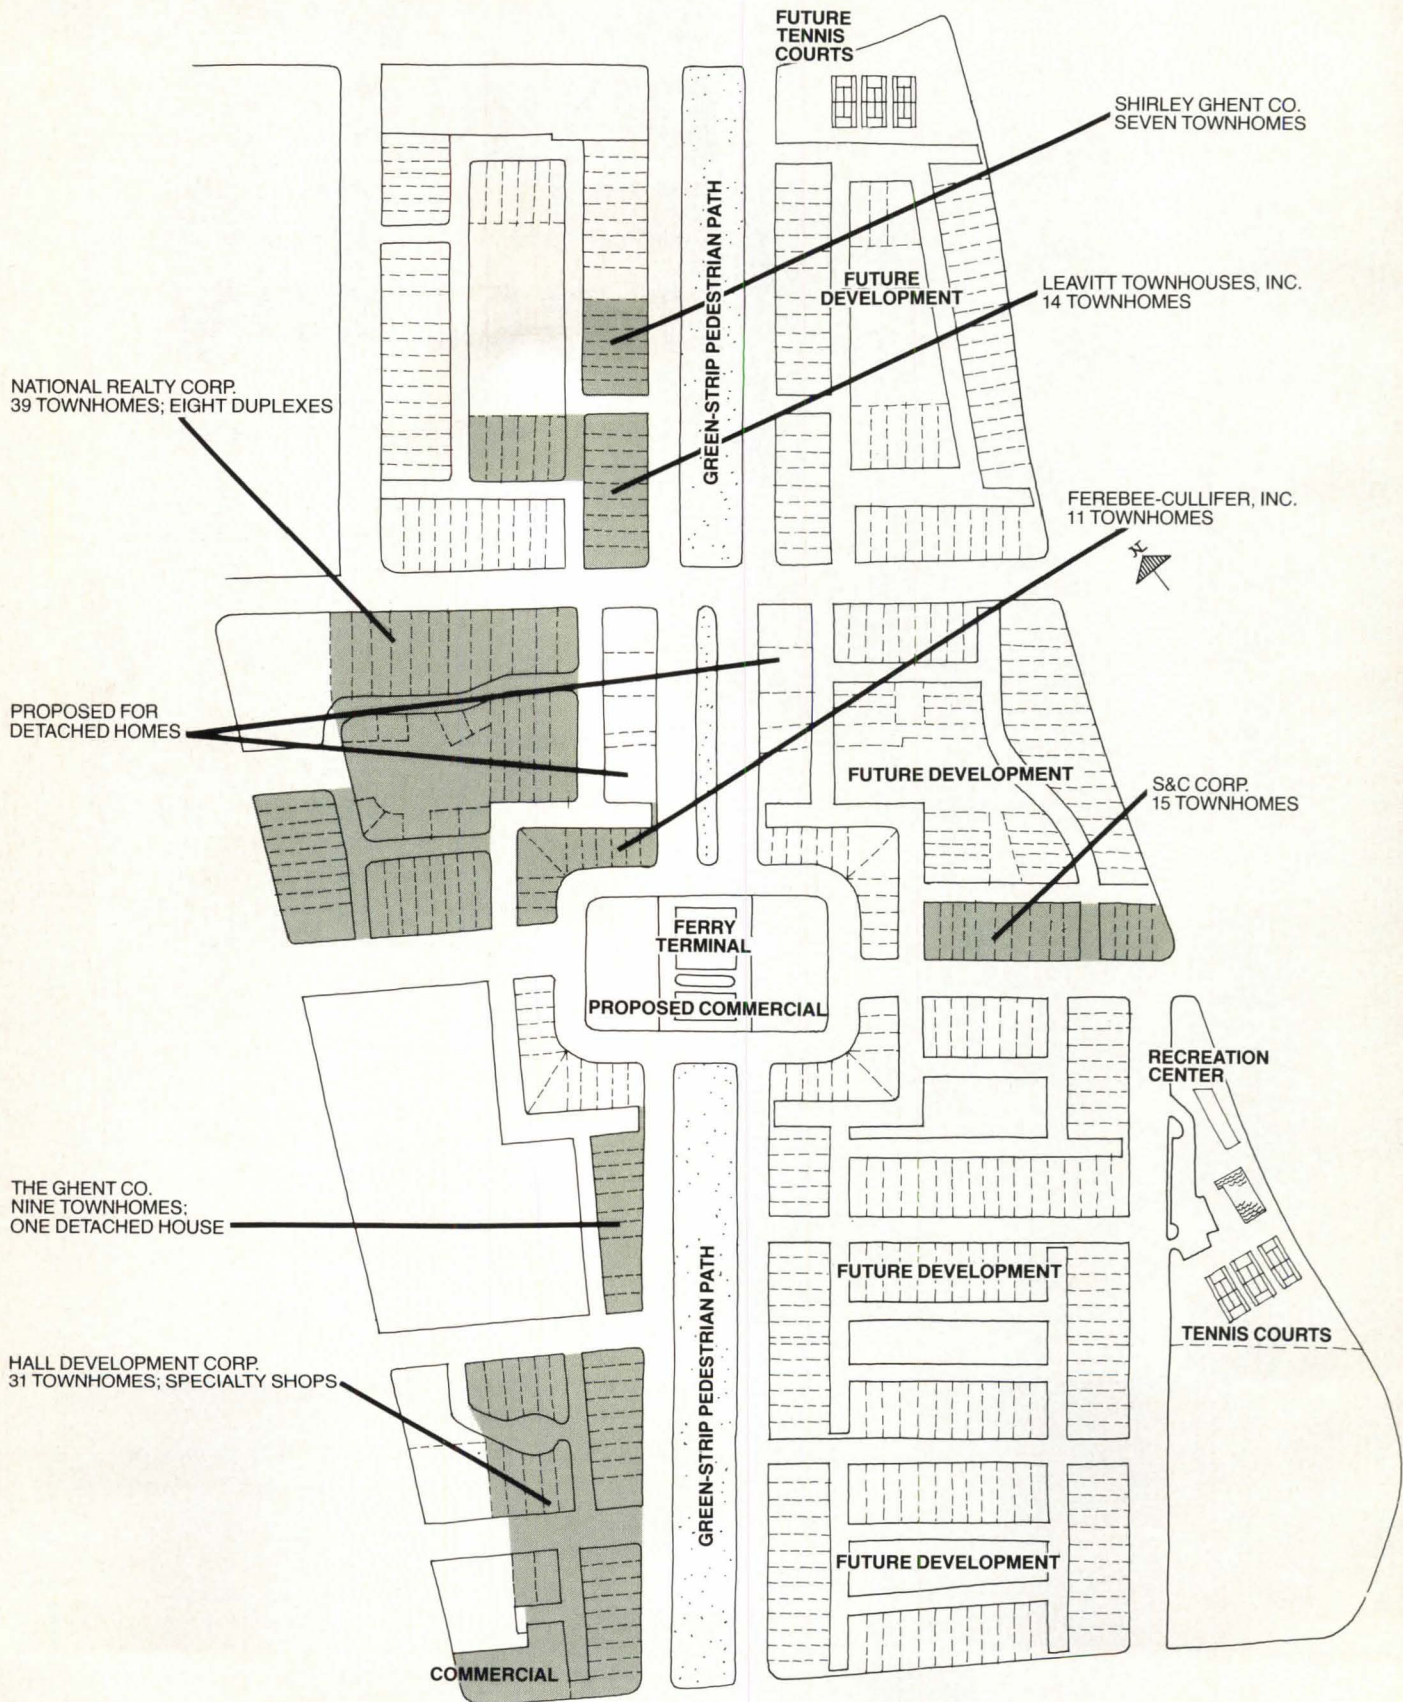 FUTURE
TENNIS
COURTS
SHIRLEY GHENT CO.
SEVEN TOWNHOMES
GREEN-STRIP PEDESTRIAN PATH
FUTURE
DEVELOPMENT
LEAVITT TOWNHOUSES, INC.
14 TOWNHOMES
NATIONAL REALTY CORP.
39 TOWNHOMES; EIGHT DUPLEXES
FEREBEE-CULLIFER, INC.
11 TOWNHOMES
N
PROPOSED FOR
DETACHED HOMES
FUTURE DEVELOPMENT
S&C CORP.
15 TOWNHOMES
FERRY
TERMINAL
PROPOSED COMMERCIAL
RECREATION
CENTER
THE GHENT CO.
NINE TOWNHOMES;
ONE DETACHED HOUSE
GREEN-STRIP PEDESTRIAN PATH
FUTURE DEVELOPMENT
TENNIS COURTS
HALL DEVELOPMENT CORP.
31 TOWNHOMES; SPECIALTY SHOPS
FUTURE DEVELOPMENT
COMMERCIAL